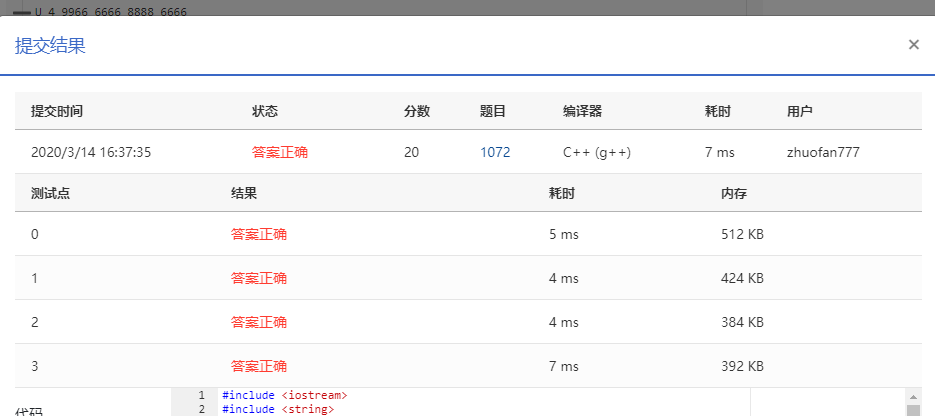 U 4 9966 6666 8888 6666
提交结果 ×
提交时间 状态 分数 题目 编译器 耗时 用户
2020/3/14 16:37:35 答案正确 20 1072 C++ (g++) 7 ms zhuofan777
测试点 结果 耗时 内存
0 答案正确 5 ms 512 KB
1 答案正确 4 ms 424 KB
2 答案正确 4 ms 384 KB
3 答案正确 7 ms 392 KB
1 #include <iostream>
代码 2 #include <string>